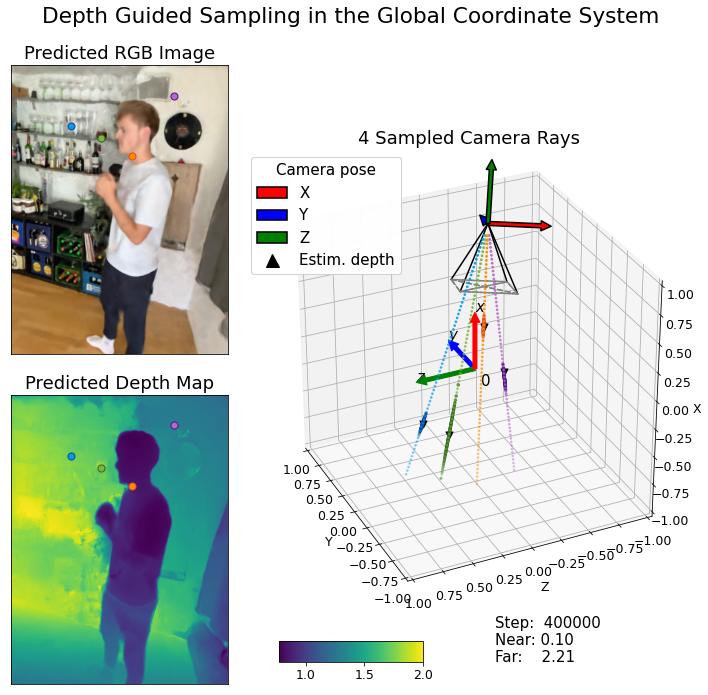 Depth Guided Sampling in the Global Coordinate System
Predicted RGB Image
4 Sampled Camera Rays
Camera pose
X
Y
Z
Estim. depth
x
y
z
0
Predicted Depth Map
1.00
0.75
0.50
0.25
0.00
−0.25
−0.50
−0.75
−1.00
X
1.00
0.75
0.50
0.25
0.00
−0.25
−0.50
−0.75
−1.00
Y
1.00
0.75
0.50
0.25
0.00
−0.25
−0.50
−0.75
−1.00
Z
1.0
1.5
2.0
Step: 400000
Near: 0.10
Far: 2.21